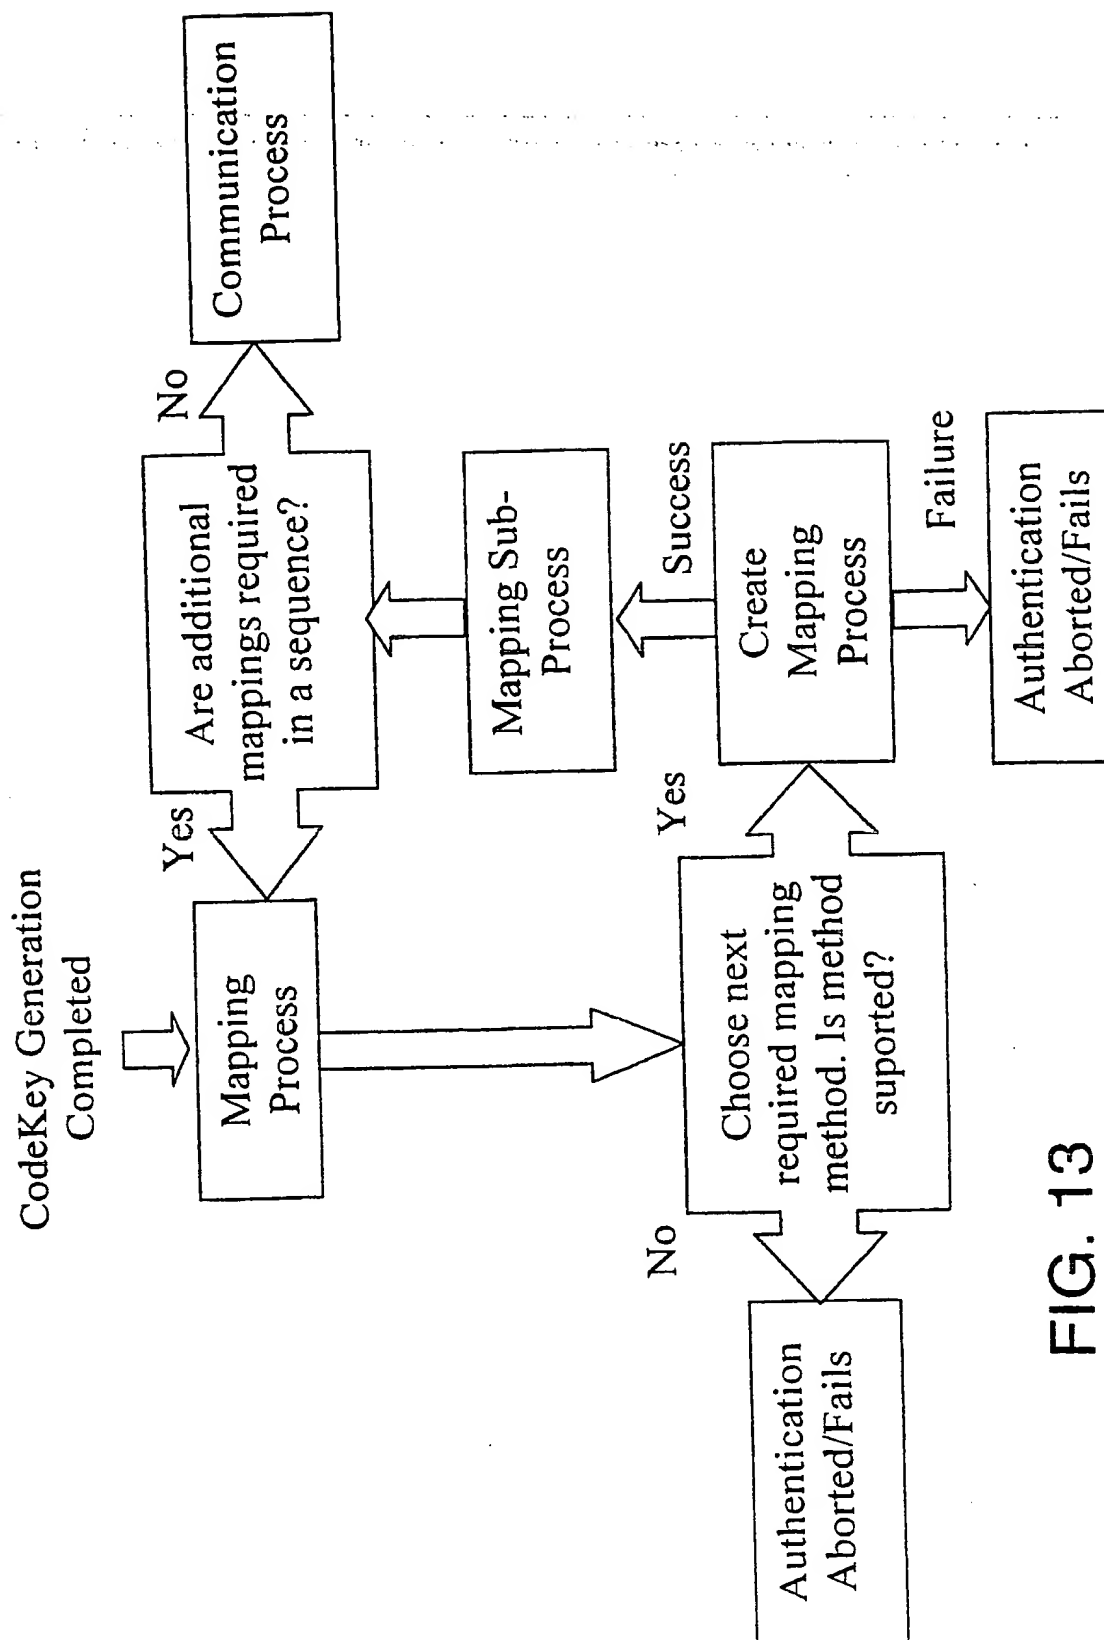 CodeKey Generation
Completed
Mapping
Process
Yes
Are additional
mappings required
in a sequence?
No
Communication
Process
Mapping Sub-
Process
Success
Choose next
required mapping
method. Is method
suported?
Yes
Create
Mapping
Process
No
Failure
Authentication
Aborted/Fails
Authentication
Aborted/Fails
FIG. 13